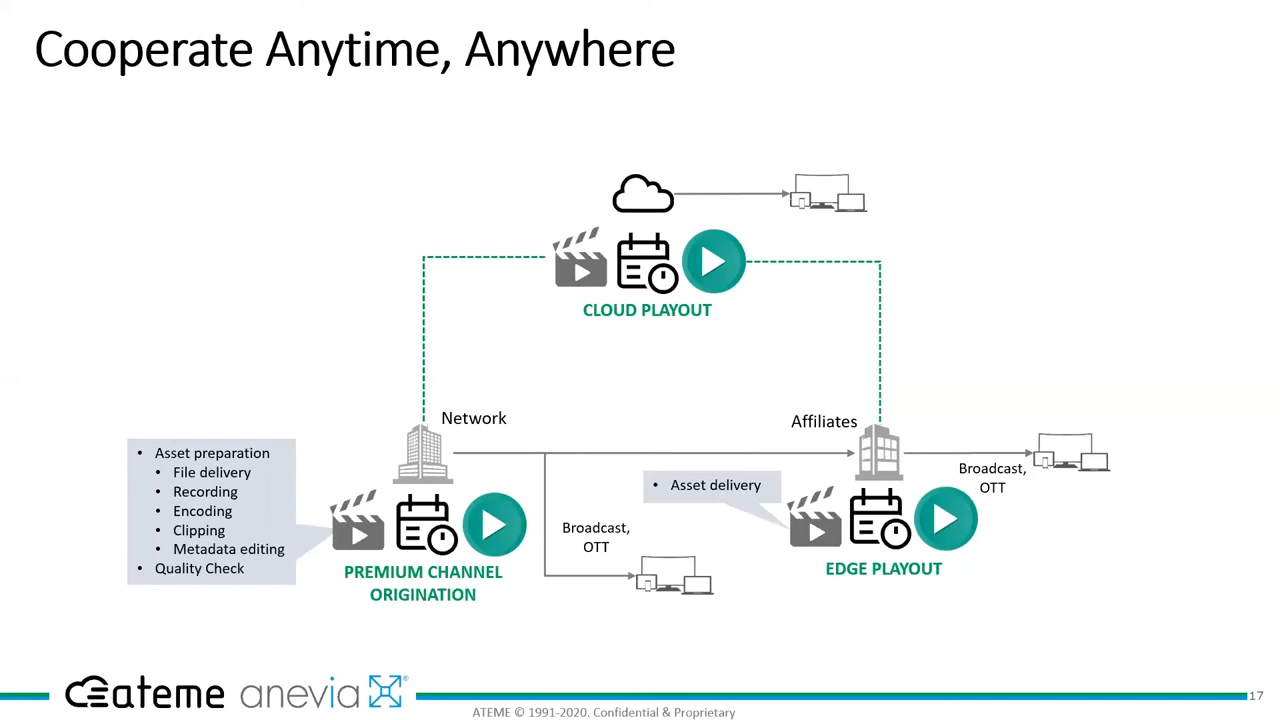 Cooperate Anytime, Anywhere
CLOUD PLAYOUT
Network
Affiliates
• Asset preparation
• File delivery
• Recording
• Encoding
• Clipping
• Metadata editing
• Quality Check
• Asset delivery
Broadcast,
OTT
Broadcast,
OTT
PREMIUM CHANNEL
ORIGINATION
EDGE PLAYOUT
ateme anevia
17
ATEME © 1991-2020. Confidential & Proprietary